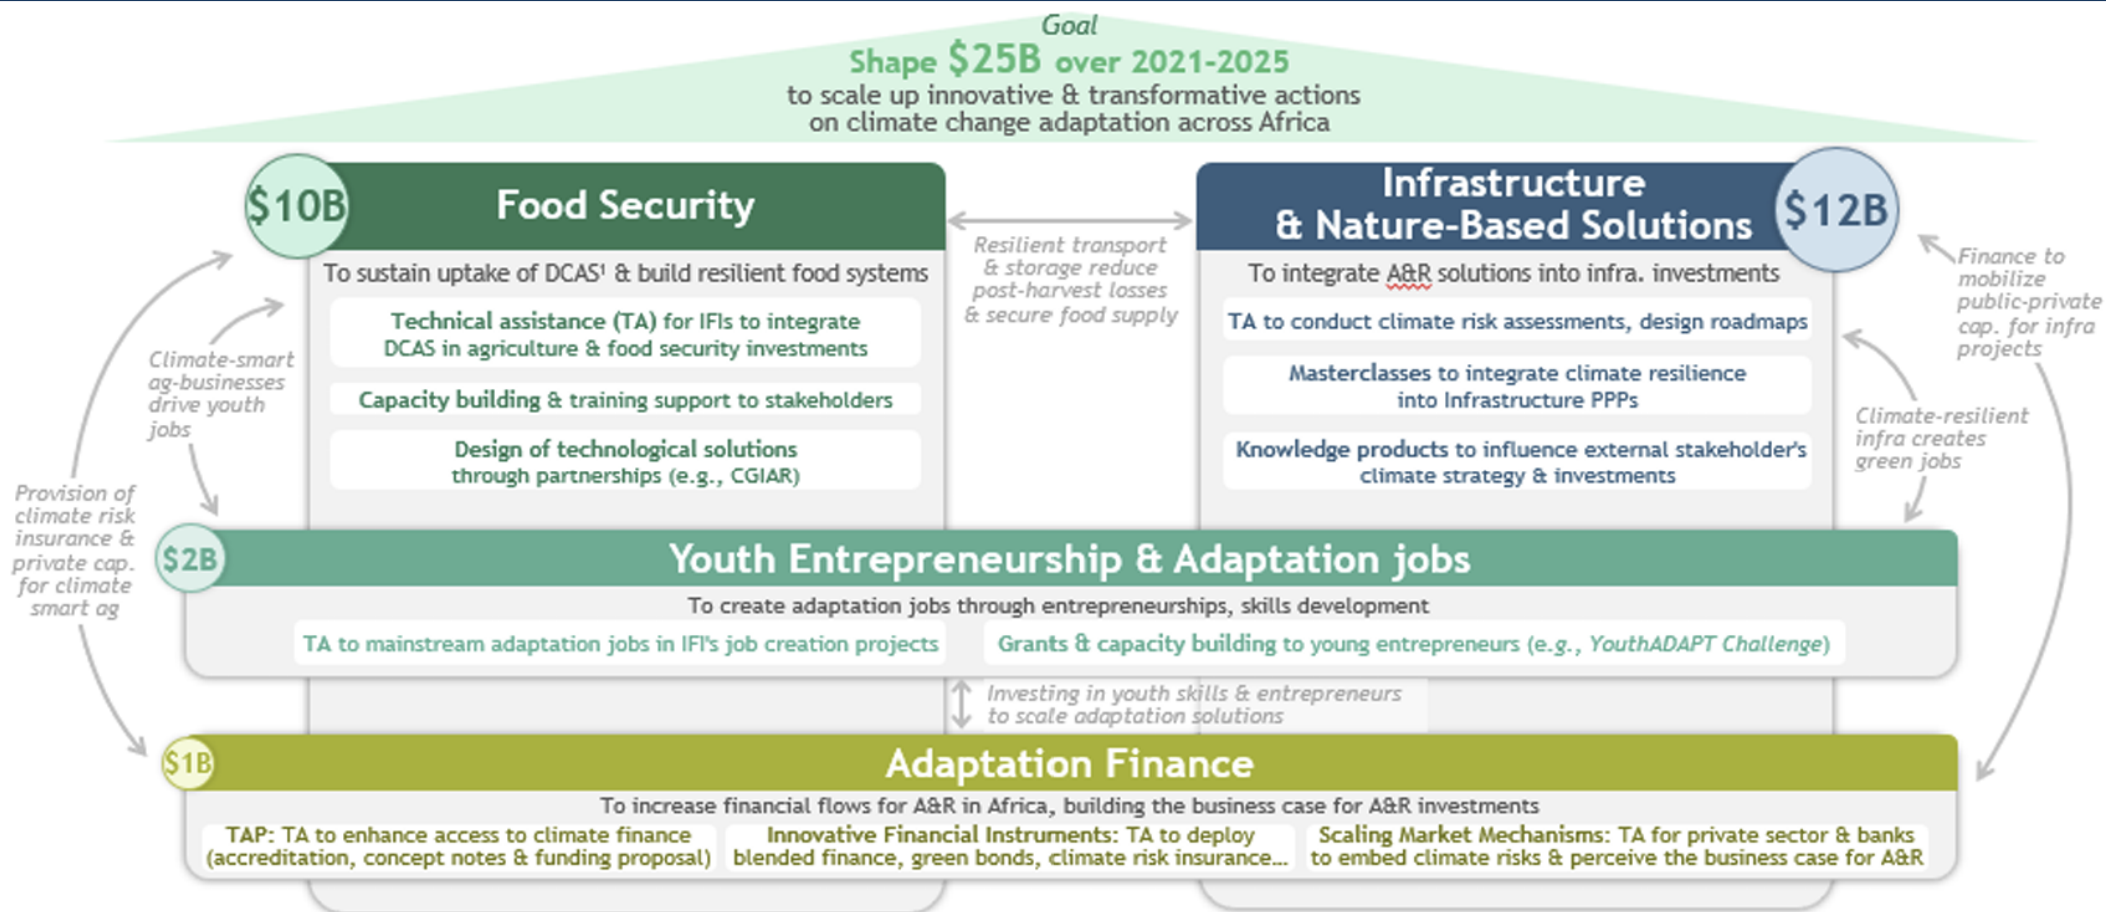 Goal
Shape $25B over 2021-2025
to scale up innovative & transformative actions
on climate change adaptation across Africa
$10B
Food Security
To sustain uptake of DCAS¹ & build resilient food systems
Technical assistance (TA) for IFIs to integrate
DCAS in agriculture & food security investments
Capacity building & training support to stakeholders
Design of technological solutions
through partnerships (e.g., CGIAR)
Resilient transport
& storage reduce
post-harvest losses
& secure food supply
Infrastructure
& Nature-Based Solutions
$12B
To integrate A&R solutions into infra. investments
TA to conduct climate risk assessments, design roadmaps
Masterclasses to integrate climate resilience
into Infrastructure PPPs
Knowledge products to influence external stakeholder's
climate strategy & investments
Finance to
mobilize
public-private
cap. for infra
projects
Climate-resilient
infra creates
green jobs
Climate-smart
ag-businesses
drive youth
jobs
Provision of
climate risk
insurance &
private cap.
for climate
smart ag
$2B
Youth Entrepreneurship & Adaptation jobs
To create adaptation jobs through entrepreneurships, skills development
TA to mainstream adaptation jobs in IFI's job creation projects
Grants & capacity building to young entrepreneurs (e.g., YouthADAPT Challenge)
Investing in youth skills & entrepreneurs
to scale adaptation solutions
$1B
Adaptation Finance
To increase financial flows for A&R in Africa, building the business case for A&R investments
TAP: TA to enhance access to climate finance
(accreditation, concept notes & funding proposal)
Innovative Financial Instruments: TA to deploy
blended finance, green bonds, climate risk insurance...
Scaling Market Mechanisms: TA for private sector & banks
to embed climate risks & perceive the business case for A&R